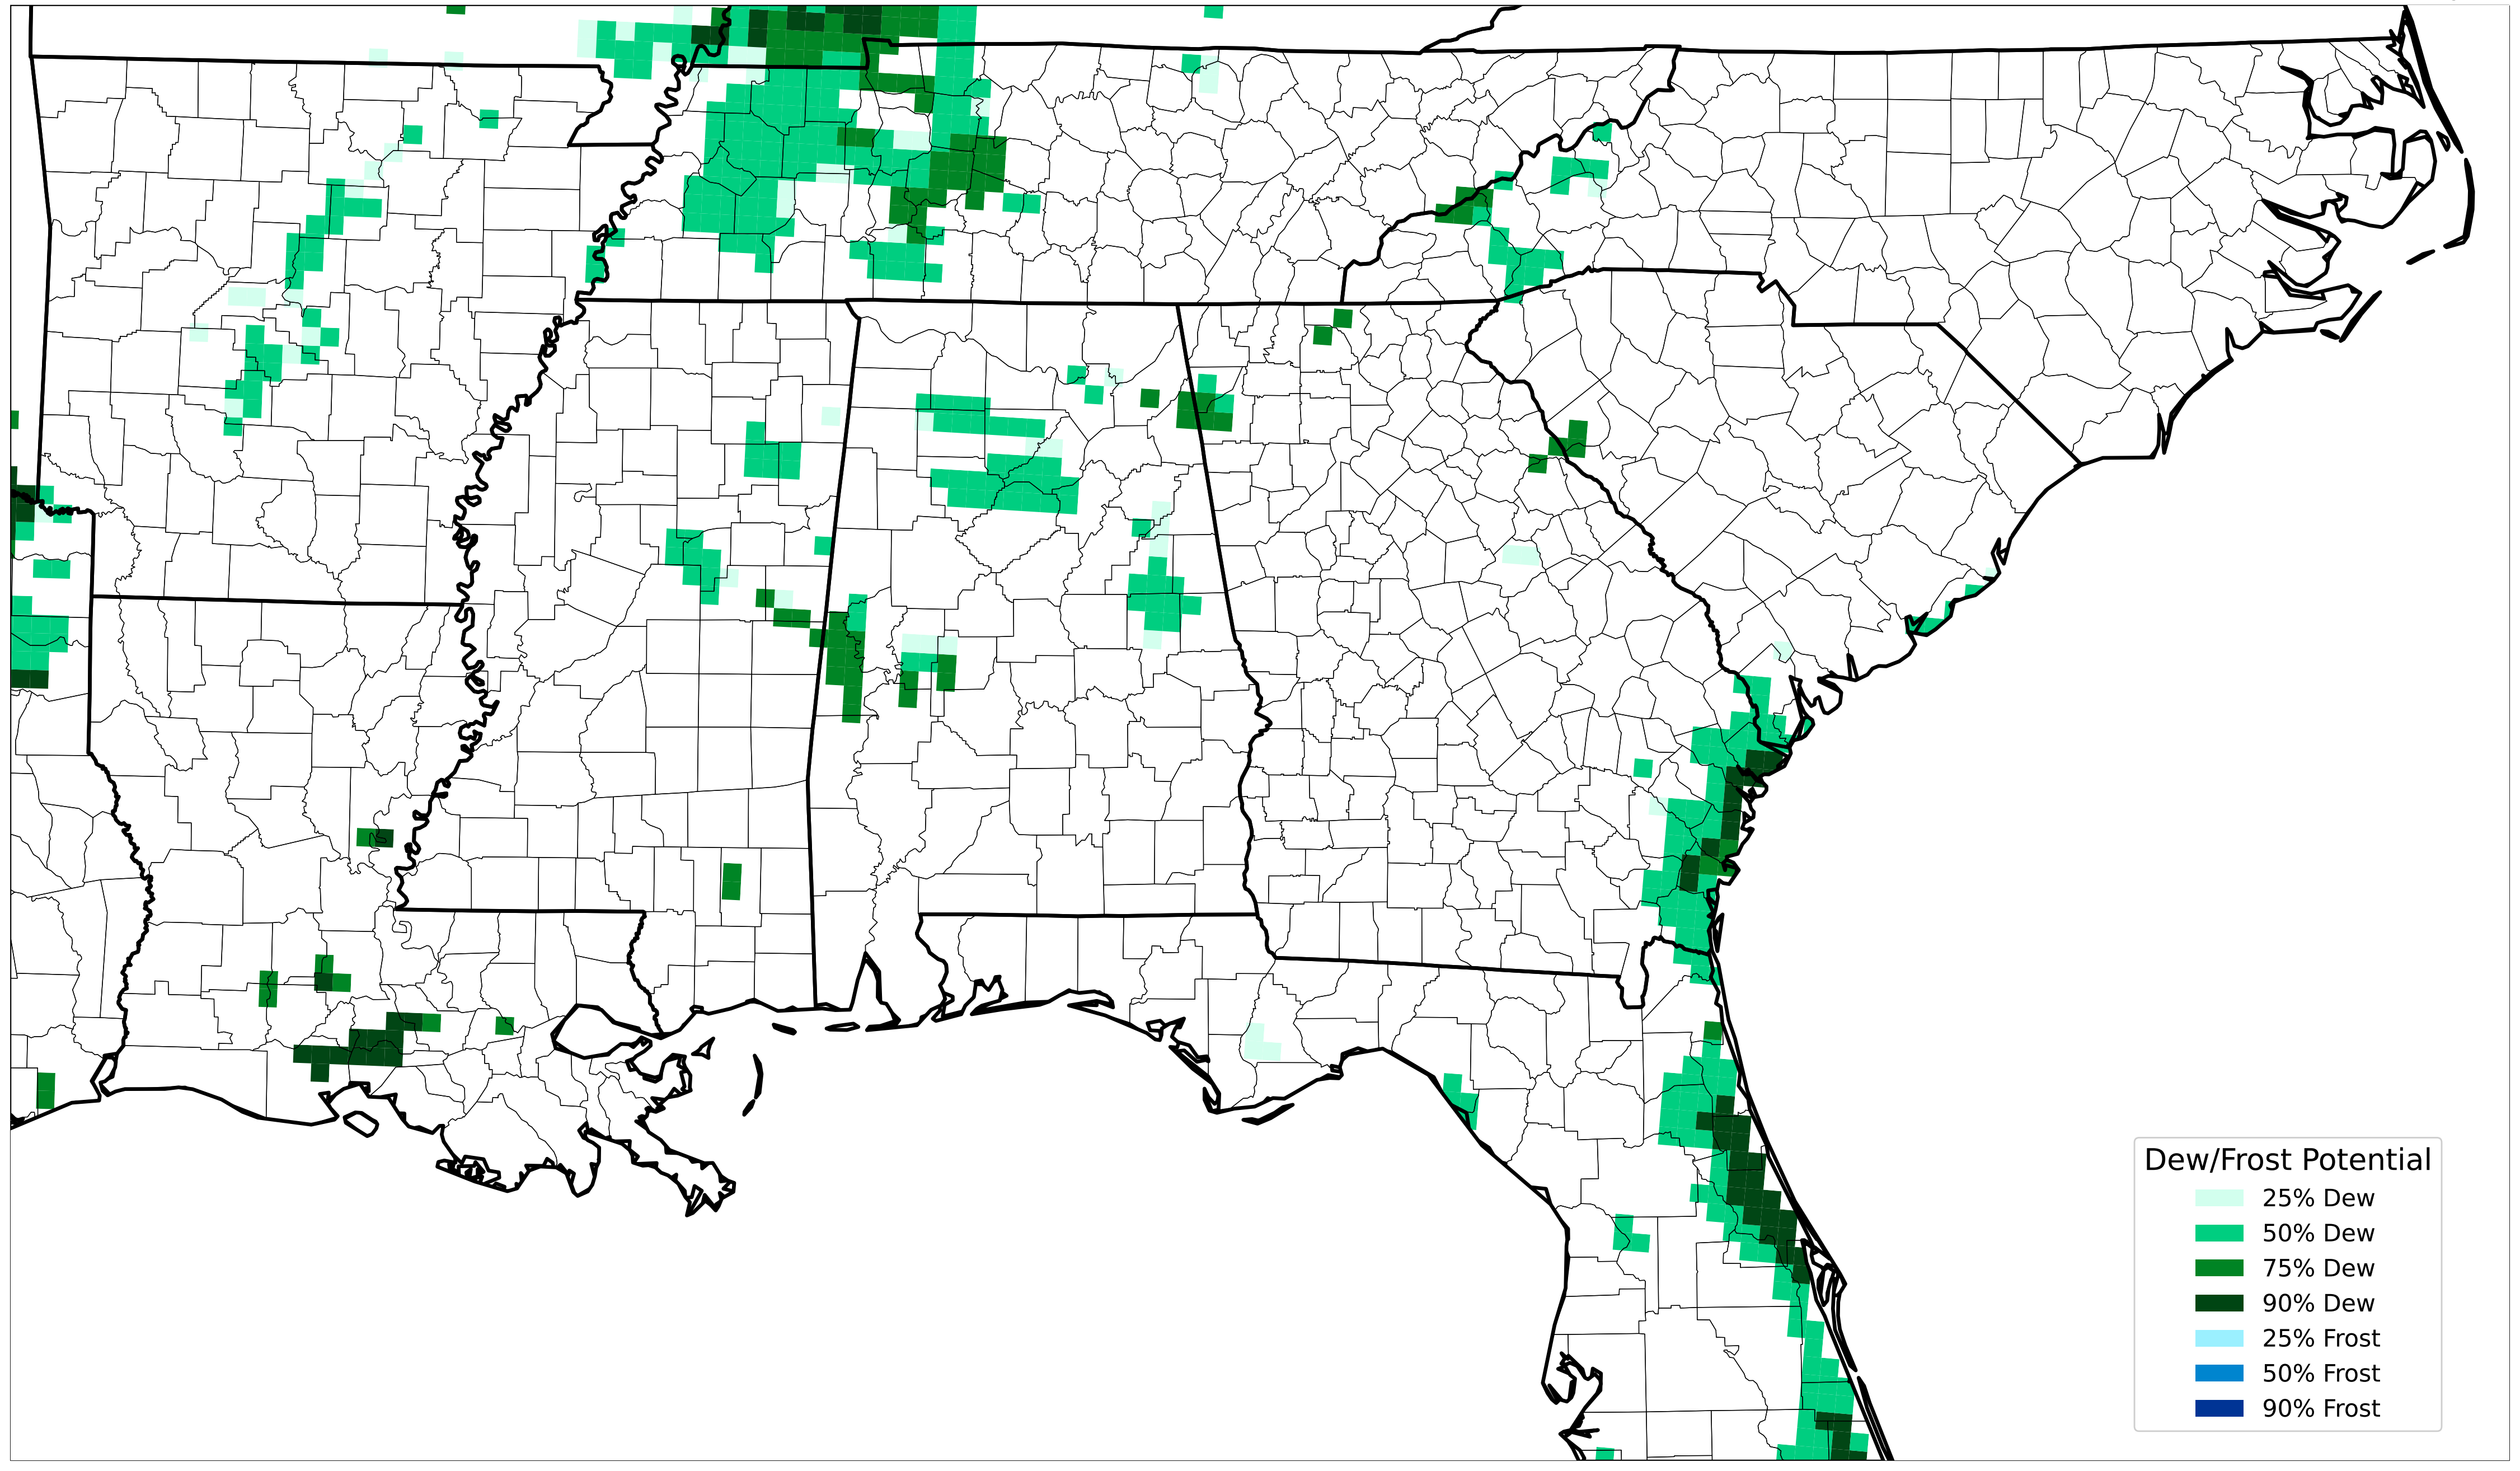 Dew/Frost Potential
25% Dew
50% Dew
75% Dew
90% Dew
25% Frost
50% Frost
90% Frost